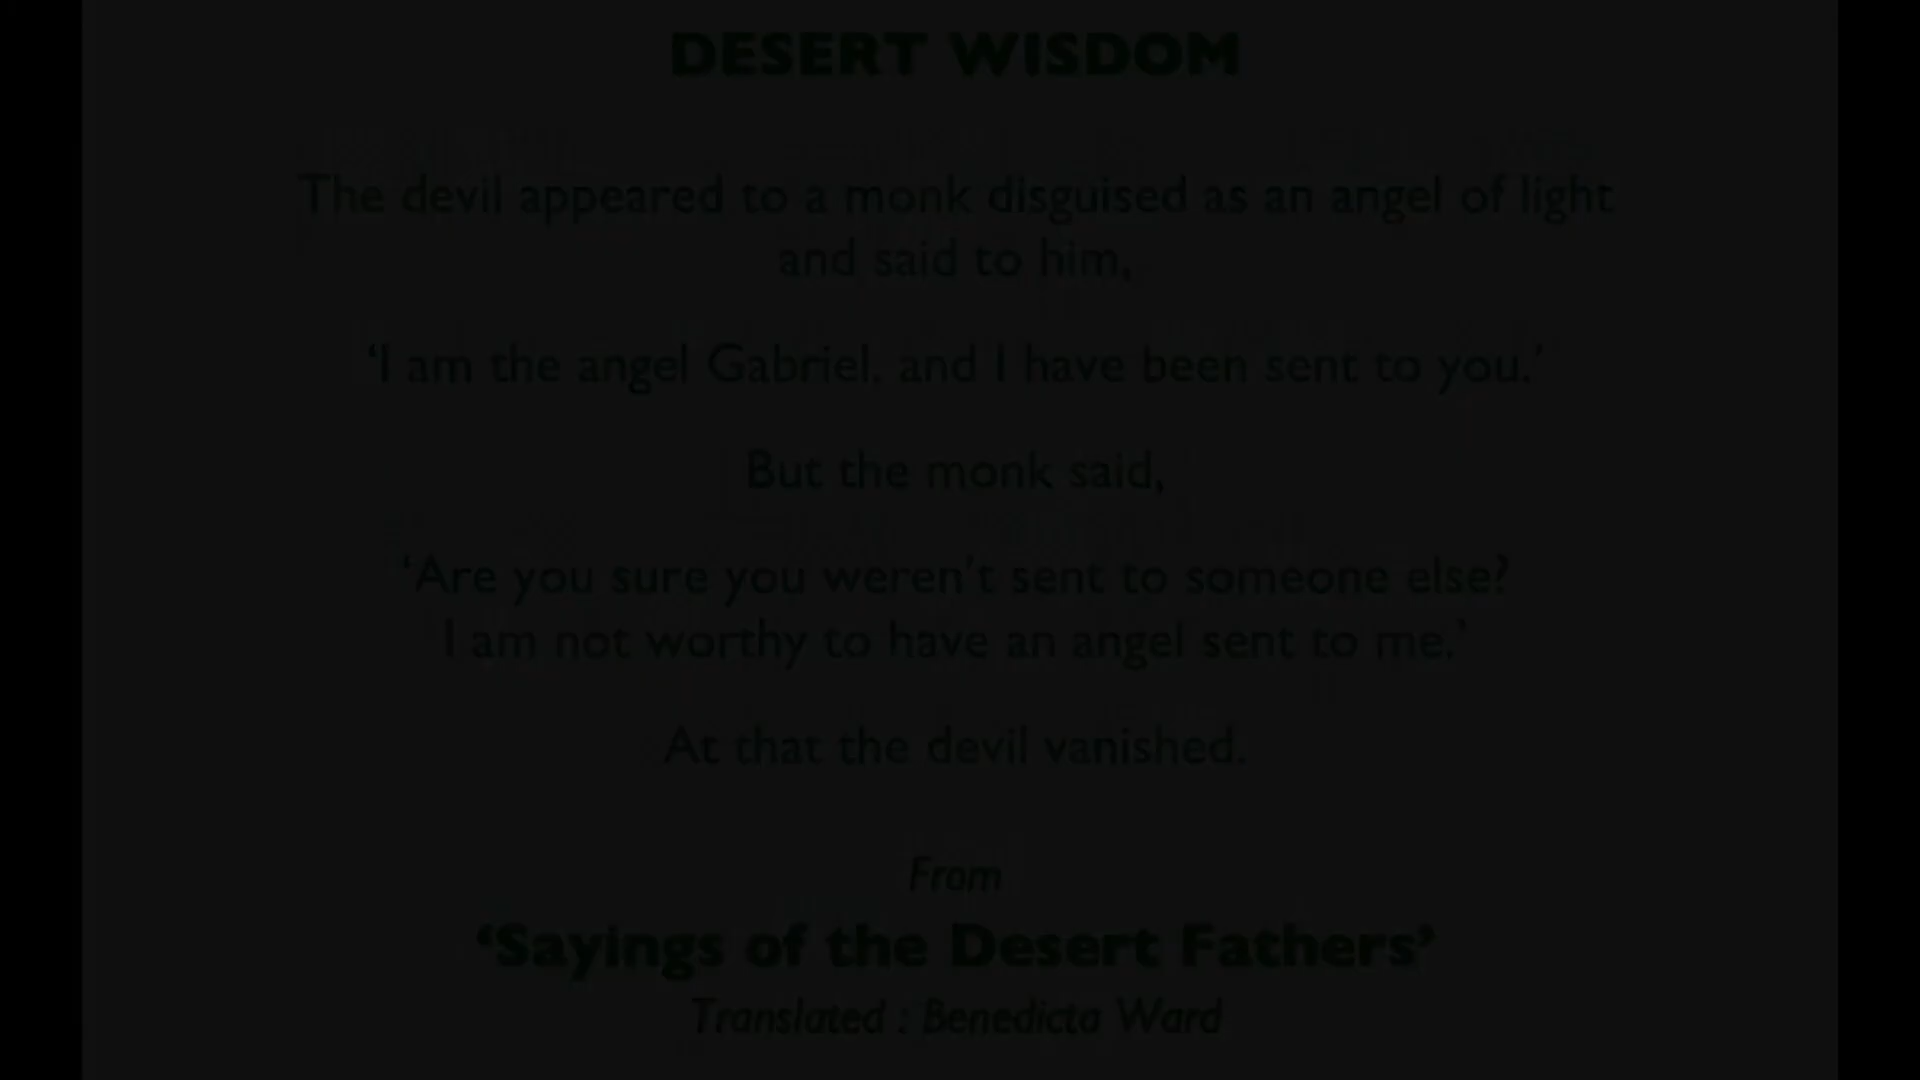 DESERT WISDOM
The devil appeared to a monk disguised as an angel of light
and said to him,
‘I am the angel Gabriel, and I have been sent to you.’
But the monk said,
‘Are you sure you weren’t sent to someone else?
I am not worthy to have an angel sent to me.’
At that the devil vanished.
From
‘Sayings of the Desert Fathers’
Translated : Benedicta Ward